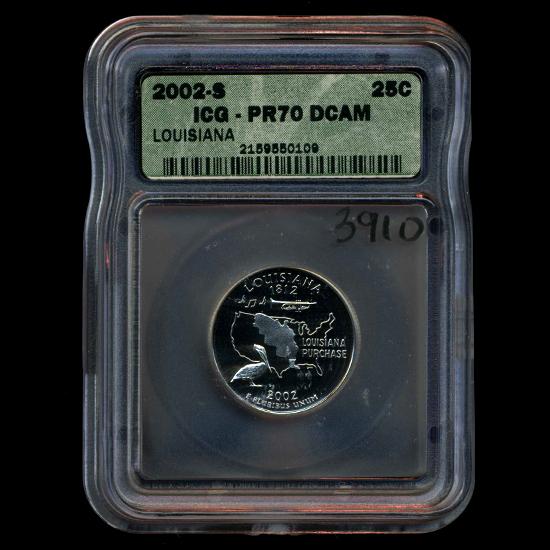 2002-S 25C
ICG - PR70 DCAM
LOUISIANA
2159550109
3910
LOUISIANA
1812
LOUISIANA
PURCHASE
2002
E PLURIBUS UNUM